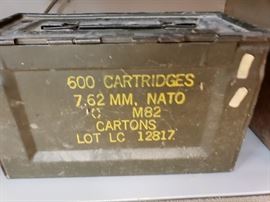 600 CARTRIDGES
7.62 MM, NATO
M82
CARTONS
LOT LC 12817